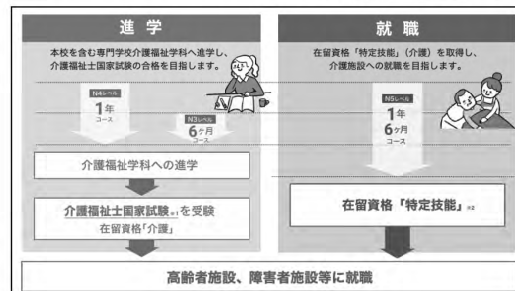 進学
本校を含む専門学校介護福祉学科へ進学し、
介護福祉士国家試験の合格を目指します。
N4レベル
1年
コース
N3レベル
6ヶ月
コース
介護福祉学科への進学
介護福祉士国家試験※1を受験
在留資格「介護」
就職
在留資格「特定技能」（介護）を取得し、
介護施設への就職を目指します。
N5レベル
1年
6ヶ月
コース
在留資格「特定技能」※2
高齢者施設、障害者施設等に就職